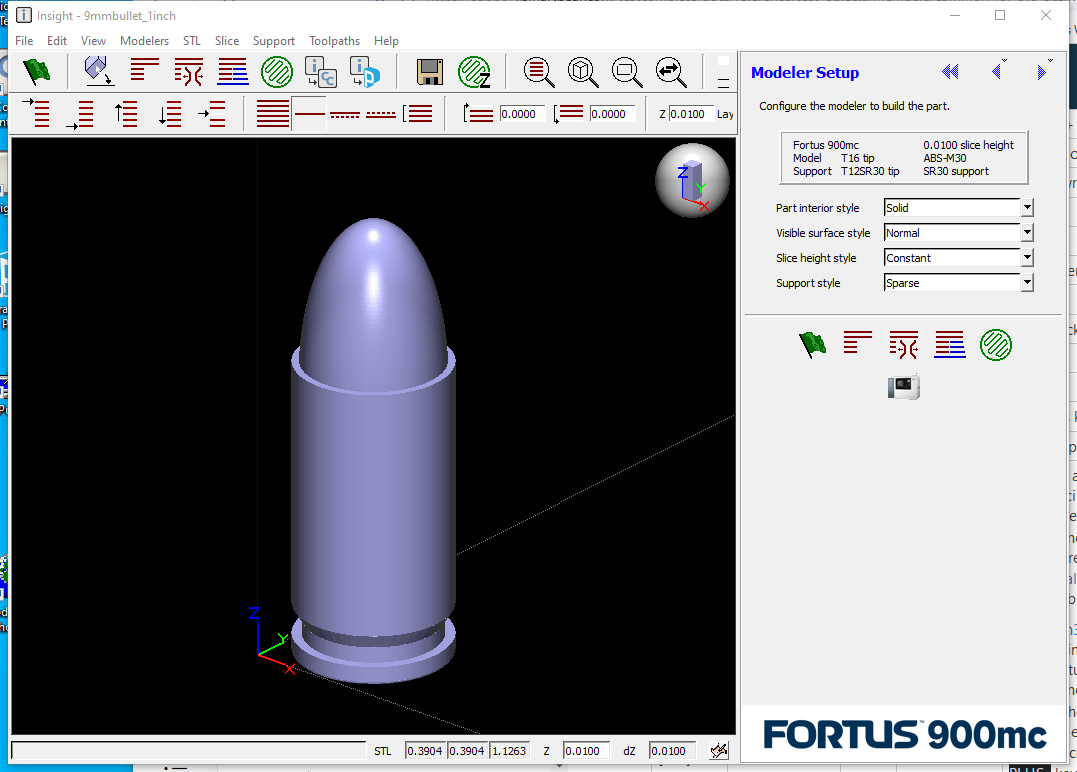 Insight - 9mmbullet_1inch
File Edit View Modelers STL Slice Support Toolpaths Help
0.0000 0.0000 Z 0.0100 Lay
Z Y X
Z Y X
STL 0.3904 0.3904 1.1263 Z 0.0100 dZ 0.0100
Modeler Setup
Configure the modeler to build the part.
Fortus 900mc 0.0100 slice height
Model T16 tip ABS-M30
Support T12SR30 tip SR30 support
Part interior style Solid
Visible surface style Normal
Slice height style Constant
Support style Sparse
FORTUS™ 900mc